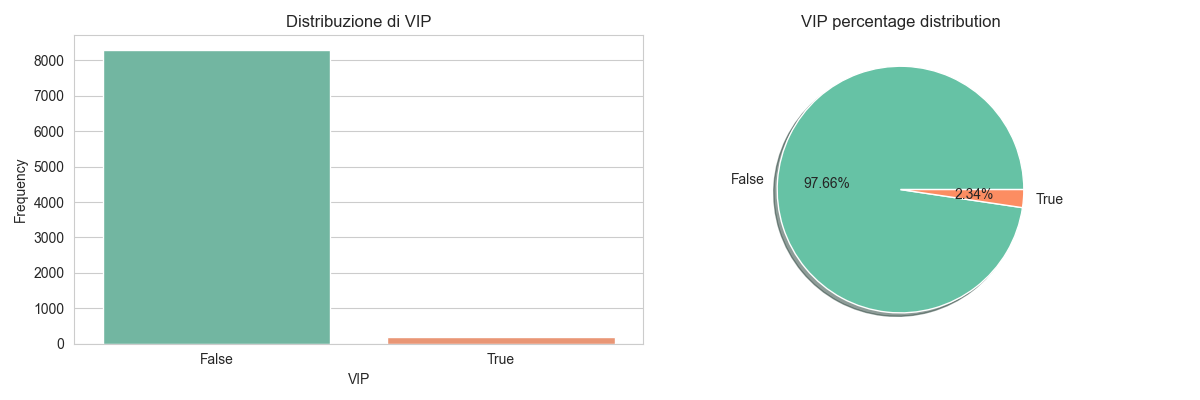 Distribuzione di VIP
Frequency
8000
7000
6000
5000
4000
3000
2000
1000
0
False
True
VIP
VIP percentage distribution
False
97.66%
2.34%
True